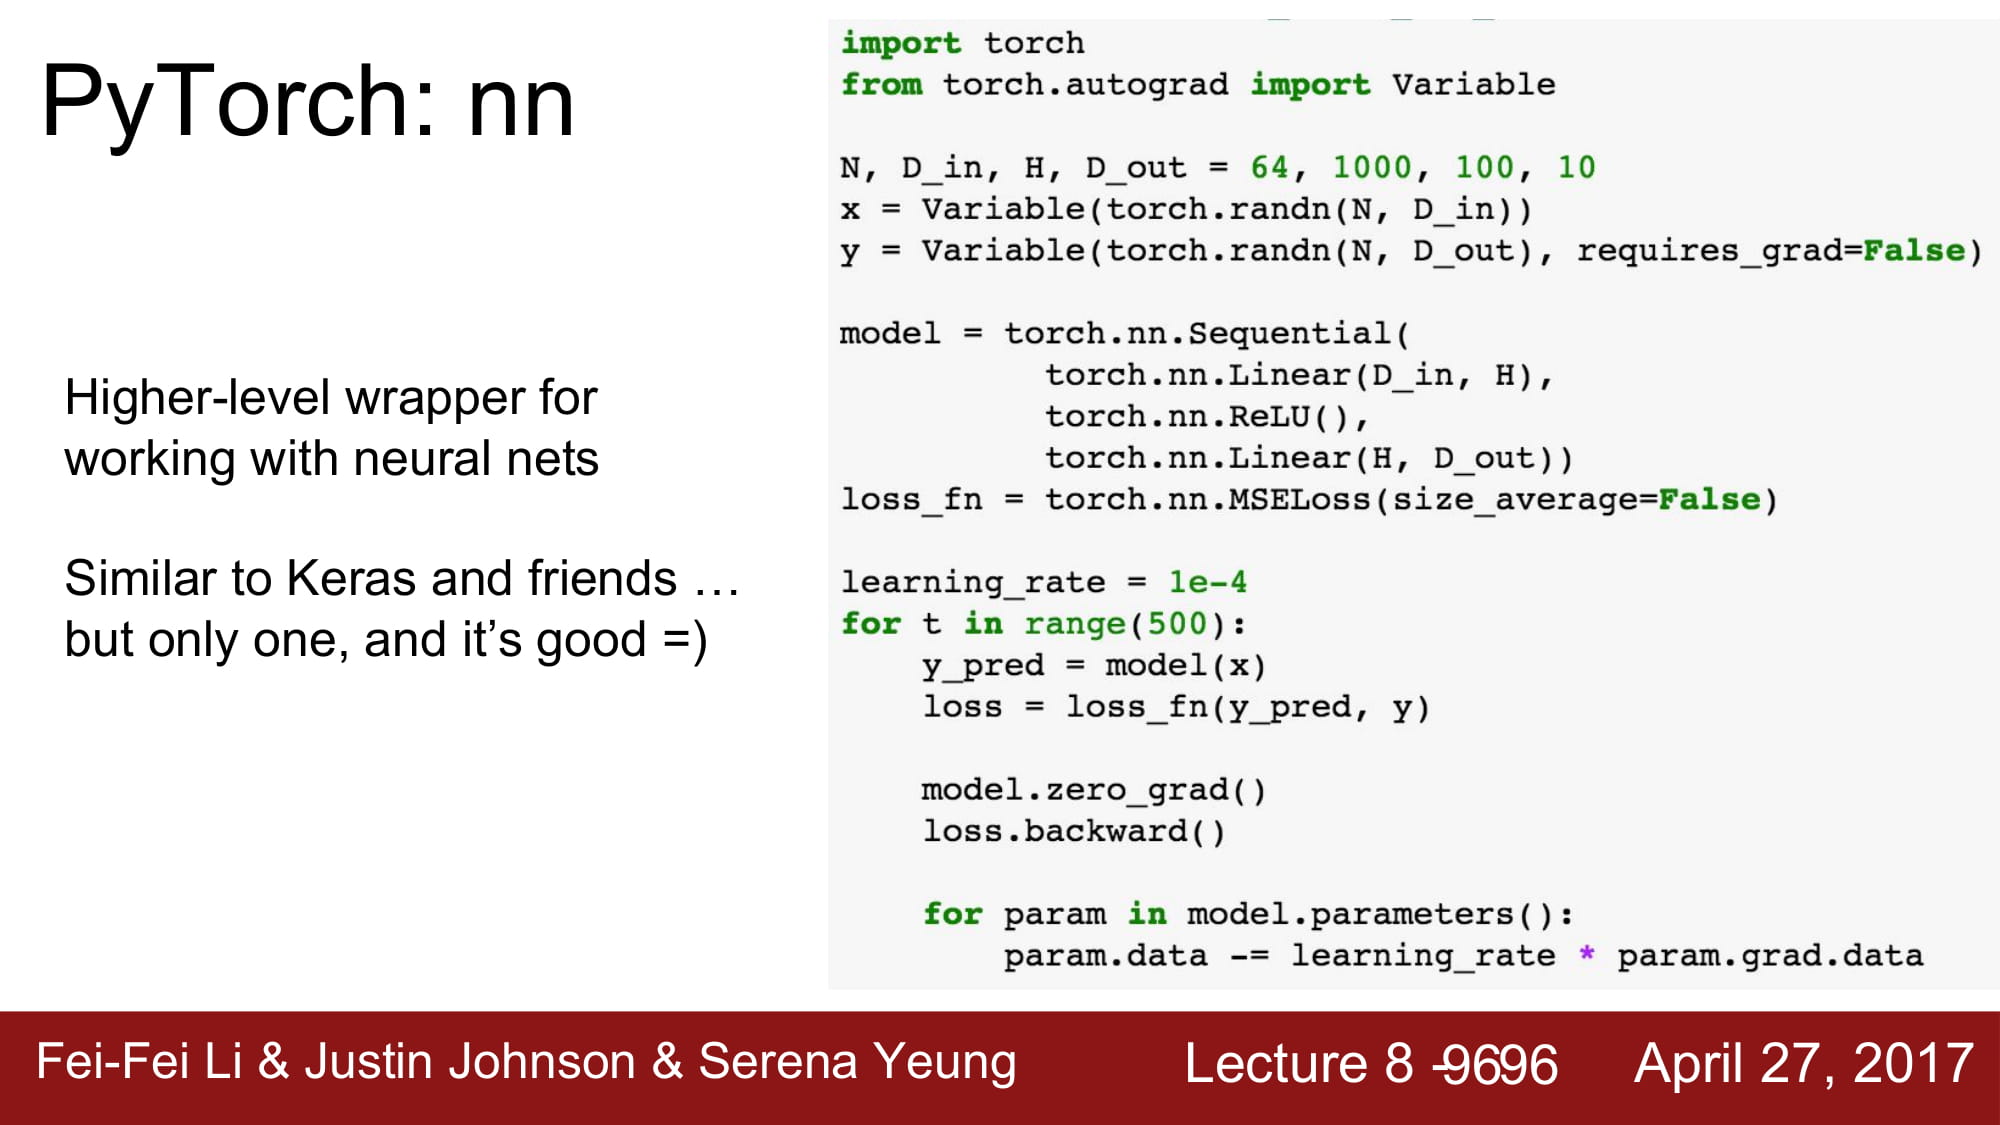 PyTorch: nn
Higher-level wrapper for
working with neural nets
Similar to Keras and friends …
but only one, and it’s good =)
import torch
from torch.autograd import Variable
N, D_in, H, D_out = 64, 1000, 100, 10
x = Variable(torch.randn(N, D_in))
y = Variable(torch.randn(N, D_out), requires_grad=False)
model = torch.nn.Sequential(
          torch.nn.Linear(D_in, H),
          torch.nn.ReLU(),
          torch.nn.Linear(H, D_out))
loss_fn = torch.nn.MSELoss(size_average=False)
learning_rate = 1e-4
for t in range(500):
    y_pred = model(x)
    loss = loss_fn(y_pred, y)
    model.zero_grad()
    loss.backward()
    for param in model.parameters():
        param.data -= learning_rate * param.grad.data
Fei-Fei Li & Justin Johnson & Serena Yeung Lecture 8 -9696 April 27, 2017